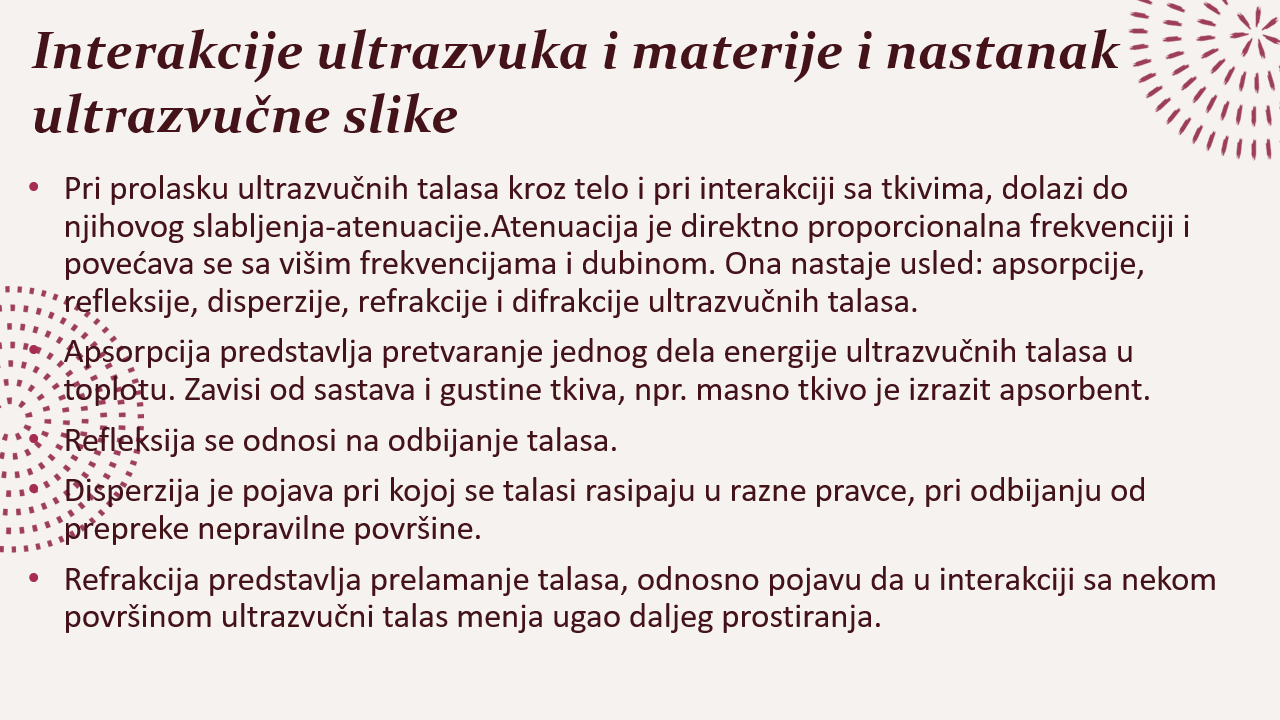 Interakcije ultrazvuka i materije i nastanak
ultrazvučne slike
• Pri prolasku ultrazvučnih talasa kroz telo i pri interakciji sa tkivima, dolazi do
njihovog slabljenja-atenuacije.Atenuacija je direktno proporcionalna frekvenciji i
povećava se sa višim frekvencijama i dubinom. Ona nastaje usled: apsorpcije,
refleksije, disperzije, refrakcije i difrakcije ultrazvučnih talasa.
• Apsorpcija predstavlja pretvaranje jednog dela energije ultrazvučnih talasa u
toplotu. Zavisi od sastava i gustine tkiva, npr. masno tkivo je izrazit apsorbent.
• Refleksija se odnosi na odbijanje talasa.
• Disperzija je pojava pri kojoj se talasi rasipaju u razne pravce, pri odbijanju od
prepreke nepravilne površine.
• Refrakcija predstavlja prelamanje talasa, odnosno pojavu da u interakciji sa nekom
površinom ultrazvučni talas menja ugao daljeg prostiranja.